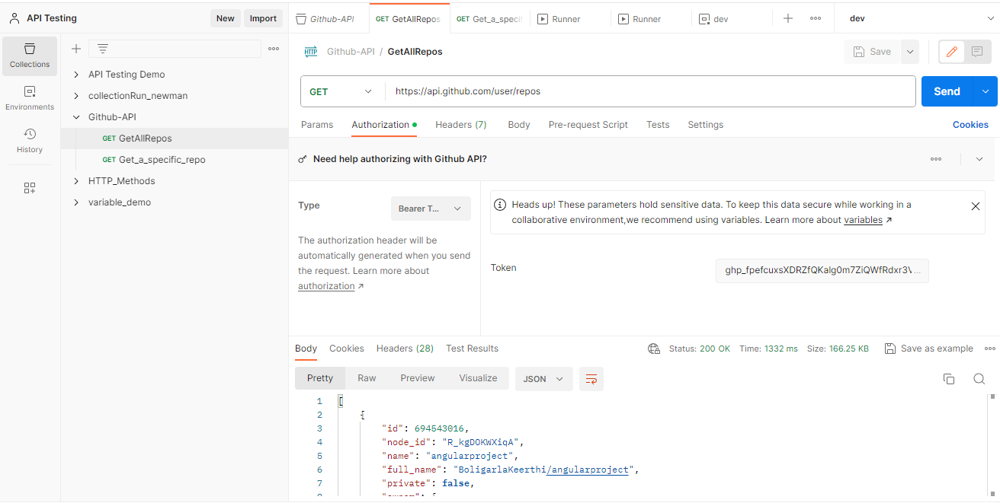 API Testing
New
Import
Github-API
GET GetAllRepos
GET Get_a_specif
Runner
Runner
dev
dev
Collections
Environments
History
API Testing Demo
collectionRun_newman
Github-API
GET GetAllRepos
GET Get_a_specific_repo
HTTP_Methods
variable_demo
HTTP
Github-API / GetAllRepos
Save
GET
https://api.github.com/user/repos
Send
Params
Authorization
Headers (7)
Body
Pre-request Script
Tests
Settings
Cookies
Need help authorizing with Github API?
Type
Bearer T...
The authorization header will be
automatically generated when you send
the request. Learn more about
authorization ↗
Heads up! These parameters hold sensitive data. To keep this data secure while working in a
collaborative environment,we recommend using variables. Learn more about variables ↗
Token
ghp_fpefcuxsXDRZfQKalg0m7ZiQWfRdxr3\...
Body
Cookies
Headers (28)
Test Results
Status: 200 OK
Time: 1332 ms
Size: 166.25 KB
Save as example
Pretty
Raw
Preview
Visualize
JSON
1 [
2 {
3 "id": 694543016,
4 "node_id": "R_kgDOKWXiqA",
5 "name": "angularproject",
6 "full_name": "BoligarlaKeerthi/angularproject",
7 "private": false,